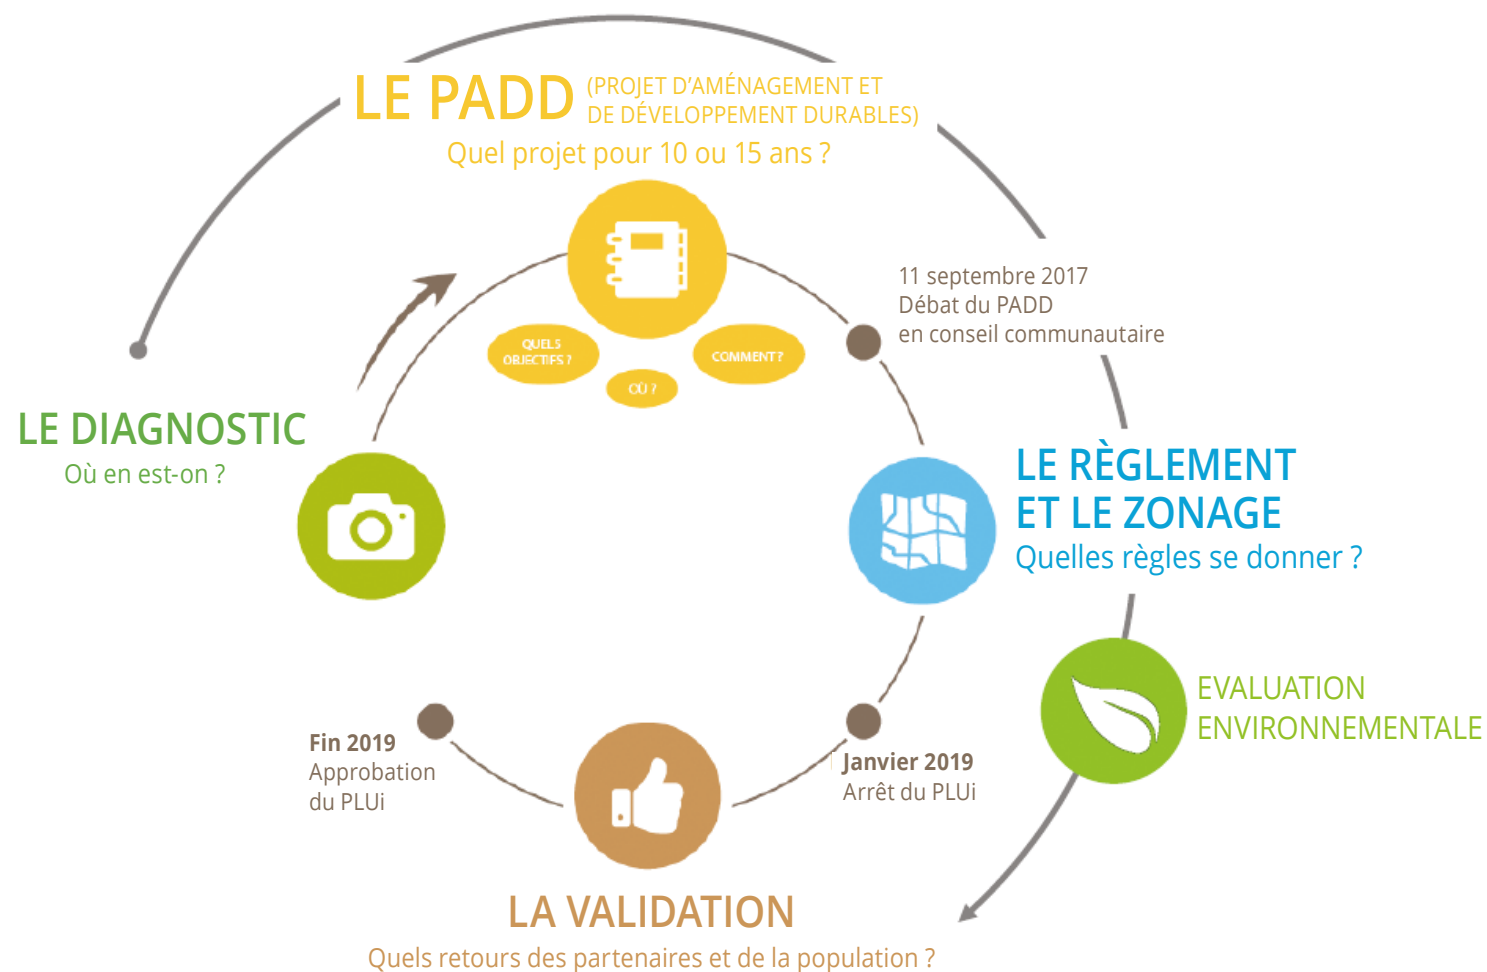 LE PADD
(PROJET D'AMÉNAGEMENT ET
DE DÉVELOPPEMENT DURABLES)
Quel projet pour 10 ou 15 ans ?
QUELS
OBJECTIFS ?
OÙ ?
COMMENT ?
11 septembre 2017
Débat du PADD
en conseil communautaire
LE DIAGNOSTIC
Où en est-on ?
LE RÈGLEMENT
ET LE ZONAGE
Quelles règles se donner ?
EVALUATION
ENVIRONNEMENTALE
Janvier 2019
Arrêt du PLUi
Fin 2019
Approbation
du PLUi
LA VALIDATION
Quels retours des partenaires et de la population ?